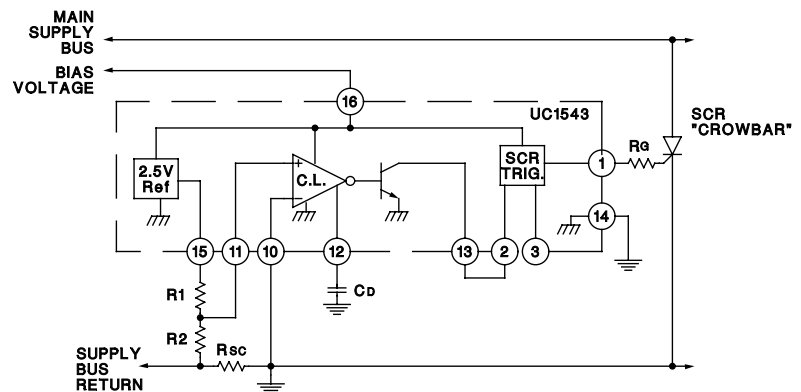 MAIN
SUPPLY
BUS
BIAS
VOLTAGE
16
UC1543
SCR
"CROWBAR"
2.5V
Ref
+
C.L.
−
SCR
TRIG.
1
RG
14
15
11
10
12
13
2
3
R1
CD
R2
RSC
SUPPLY
BUS
RETURN